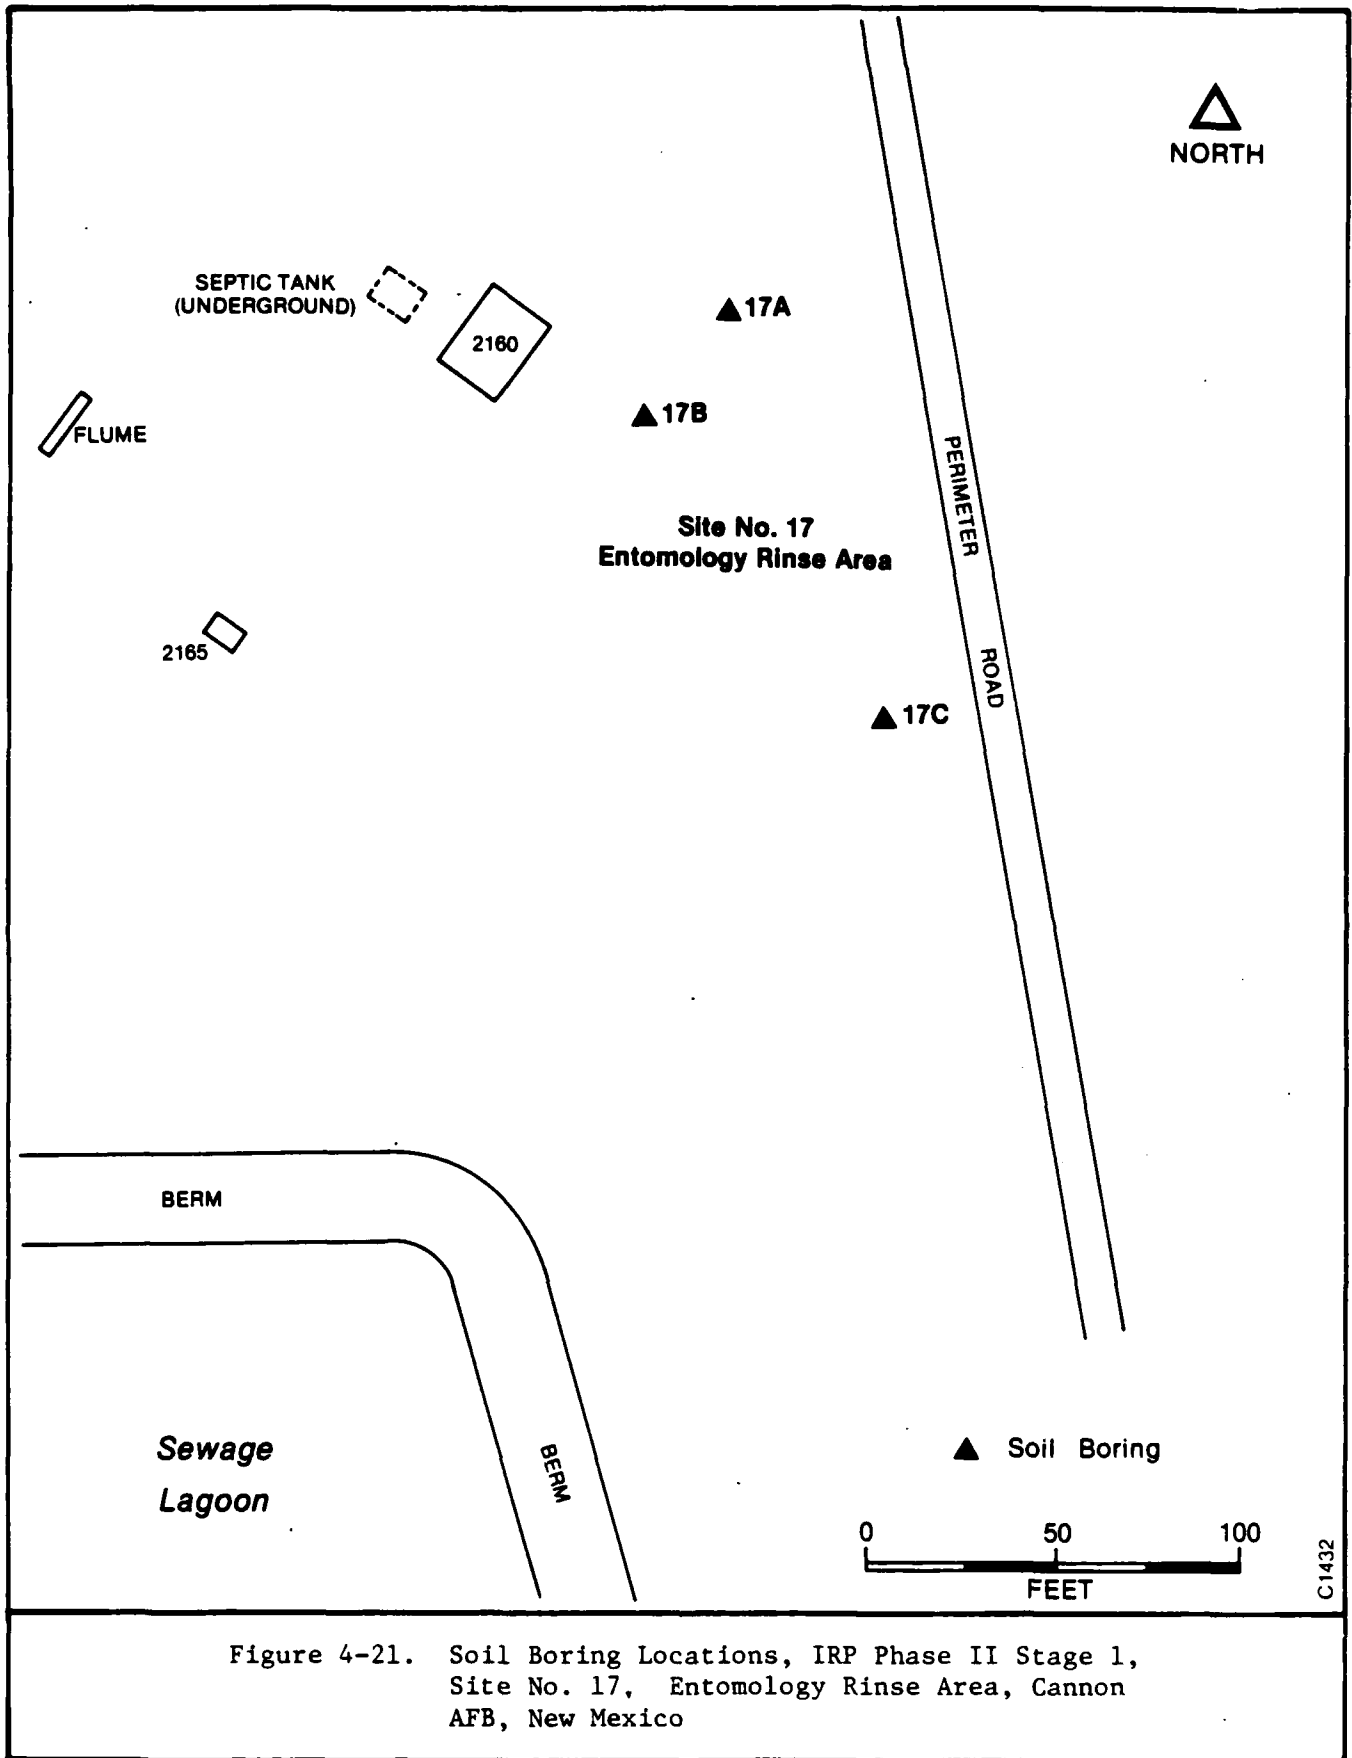 NORTH
SEPTIC TANK
(UNDERGROUND)
2160
17A
17B
FLUME
PERIMETER
Site No. 17
Entomology Rinse Area
2165
ROAD
17C
BERM
Sewage
Lagoon
BERM
Soil Boring
0 50 100
FEET
C1432
Figure 4-21. Soil Boring Locations, IRP Phase II Stage 1,
Site No. 17, Entomology Rinse Area, Cannon
AFB, New Mexico